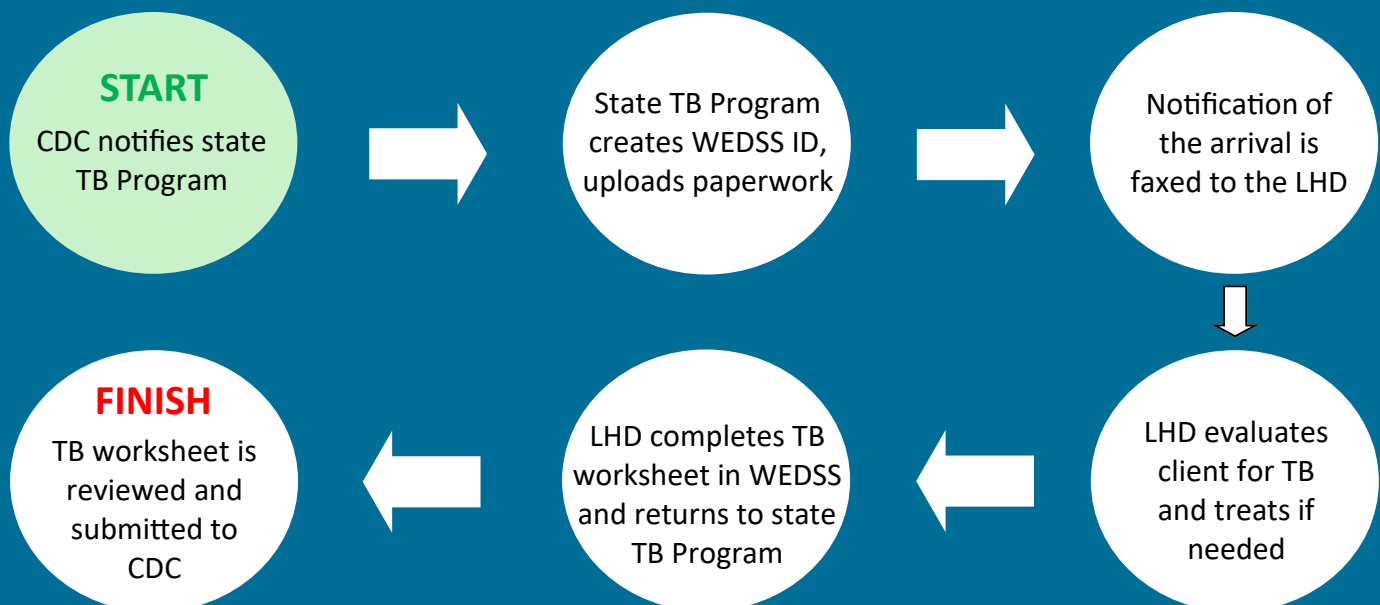 START
CDC notifies state
TB Program
State TB Program
creates WEDSS ID,
uploads paperwork
Notification of
the arrival is
faxed to the LHD
LHD evaluates
client for TB
and treats if
needed
LHD completes TB
worksheet in WEDSS
and returns to state
TB Program
FINISH
TB worksheet is
reviewed and
submitted to
CDC